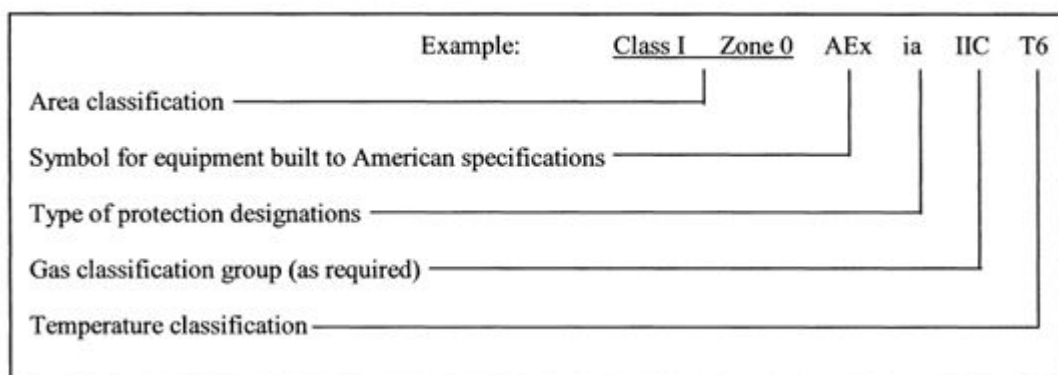 Example: Class I Zone 0 AEx ia IIC T6
Area classification
Symbol for equipment built to American specifications
Type of protection designations
Gas classification group (as required)
Temperature classification